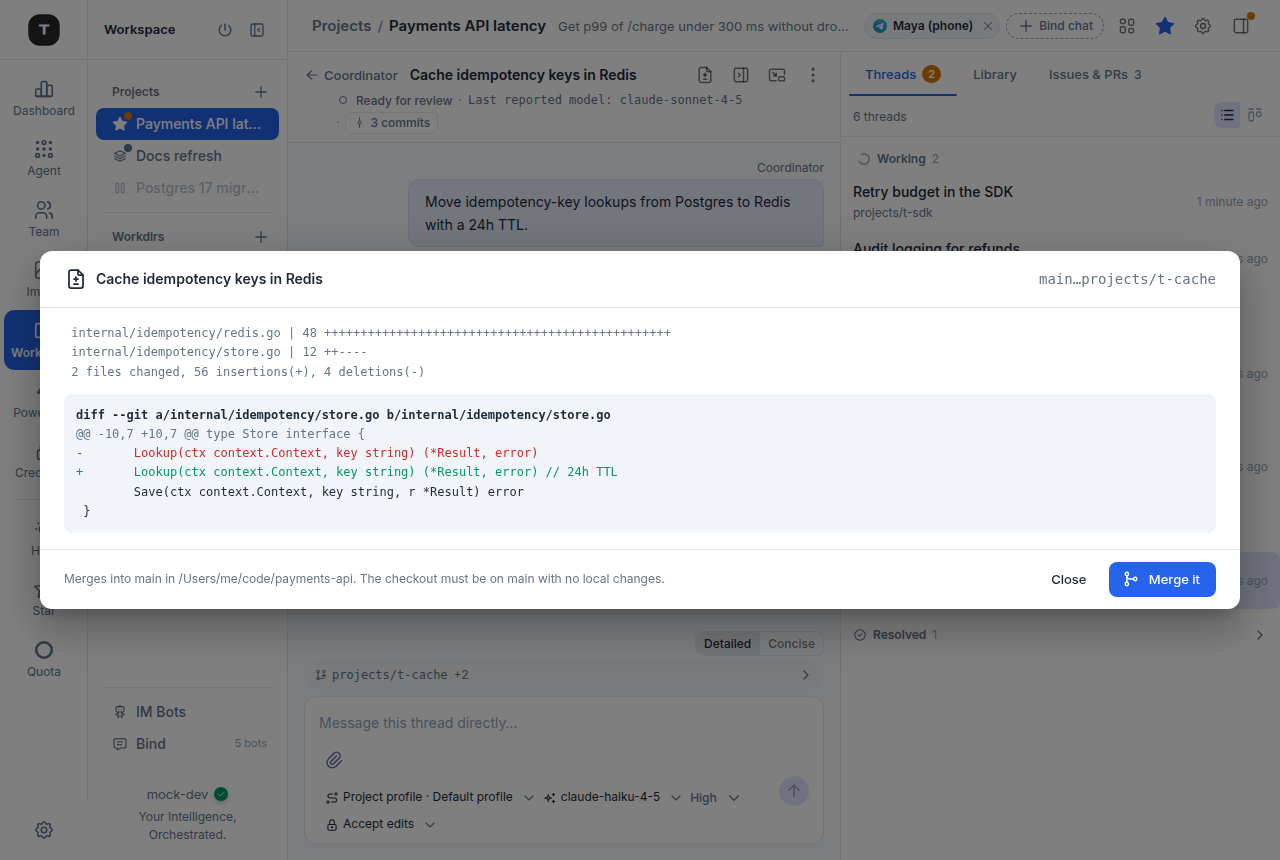 T
Workspace
Projects / Payments API latency
Get p99 of /charge under 300 ms without dro...
Maya (phone)
Bind chat
Dashboard
Agent
Team
Quota
Projects
Payments API lat...
Docs refresh
Postgres 17 migr...
Workdirs
Coordinator
Cache idempotency keys in Redis
Ready for review · Last reported model: claude-sonnet-4-5
· 3 commits
Coordinator
Move idempotency-key lookups from Postgres to Redis
with a 24h TTL.
Threads 2
Library
Issues & PRs 3
6 threads
Working 2
Retry budget in the SDK
projects/t-sdk
1 minute ago
Audit logging for refunds
s ago
s ago
s ago
s ago
Cache idempotency keys in Redis
main…projects/t-cache
internal/idempotency/redis.go | 48 ++++++++++++++++++++++++++++++++++++++++++++++++
internal/idempotency/store.go | 12 ++----
2 files changed, 56 insertions(+), 4 deletions(-)
diff --git a/internal/idempotency/store.go b/internal/idempotency/store.go
@@ -10,7 +10,7 @@ type Store interface {
- Lookup(ctx context.Context, key string) (*Result, error)
+ Lookup(ctx context.Context, key string) (*Result, error) // 24h TTL
Save(ctx context.Context, key string, r *Result) error
}
Merges into main in /Users/me/code/payments-api. The checkout must be on main with no local changes.
Close
Merge it
Resolved 1
Detailed
Concise
projects/t-cache +2
Message this thread directly...
Project profile · Default profile
claude-haiku-4-5
High
Accept edits
IM Bots
Bind
5 bots
mock-dev
Your Intelligence,
Orchestrated.